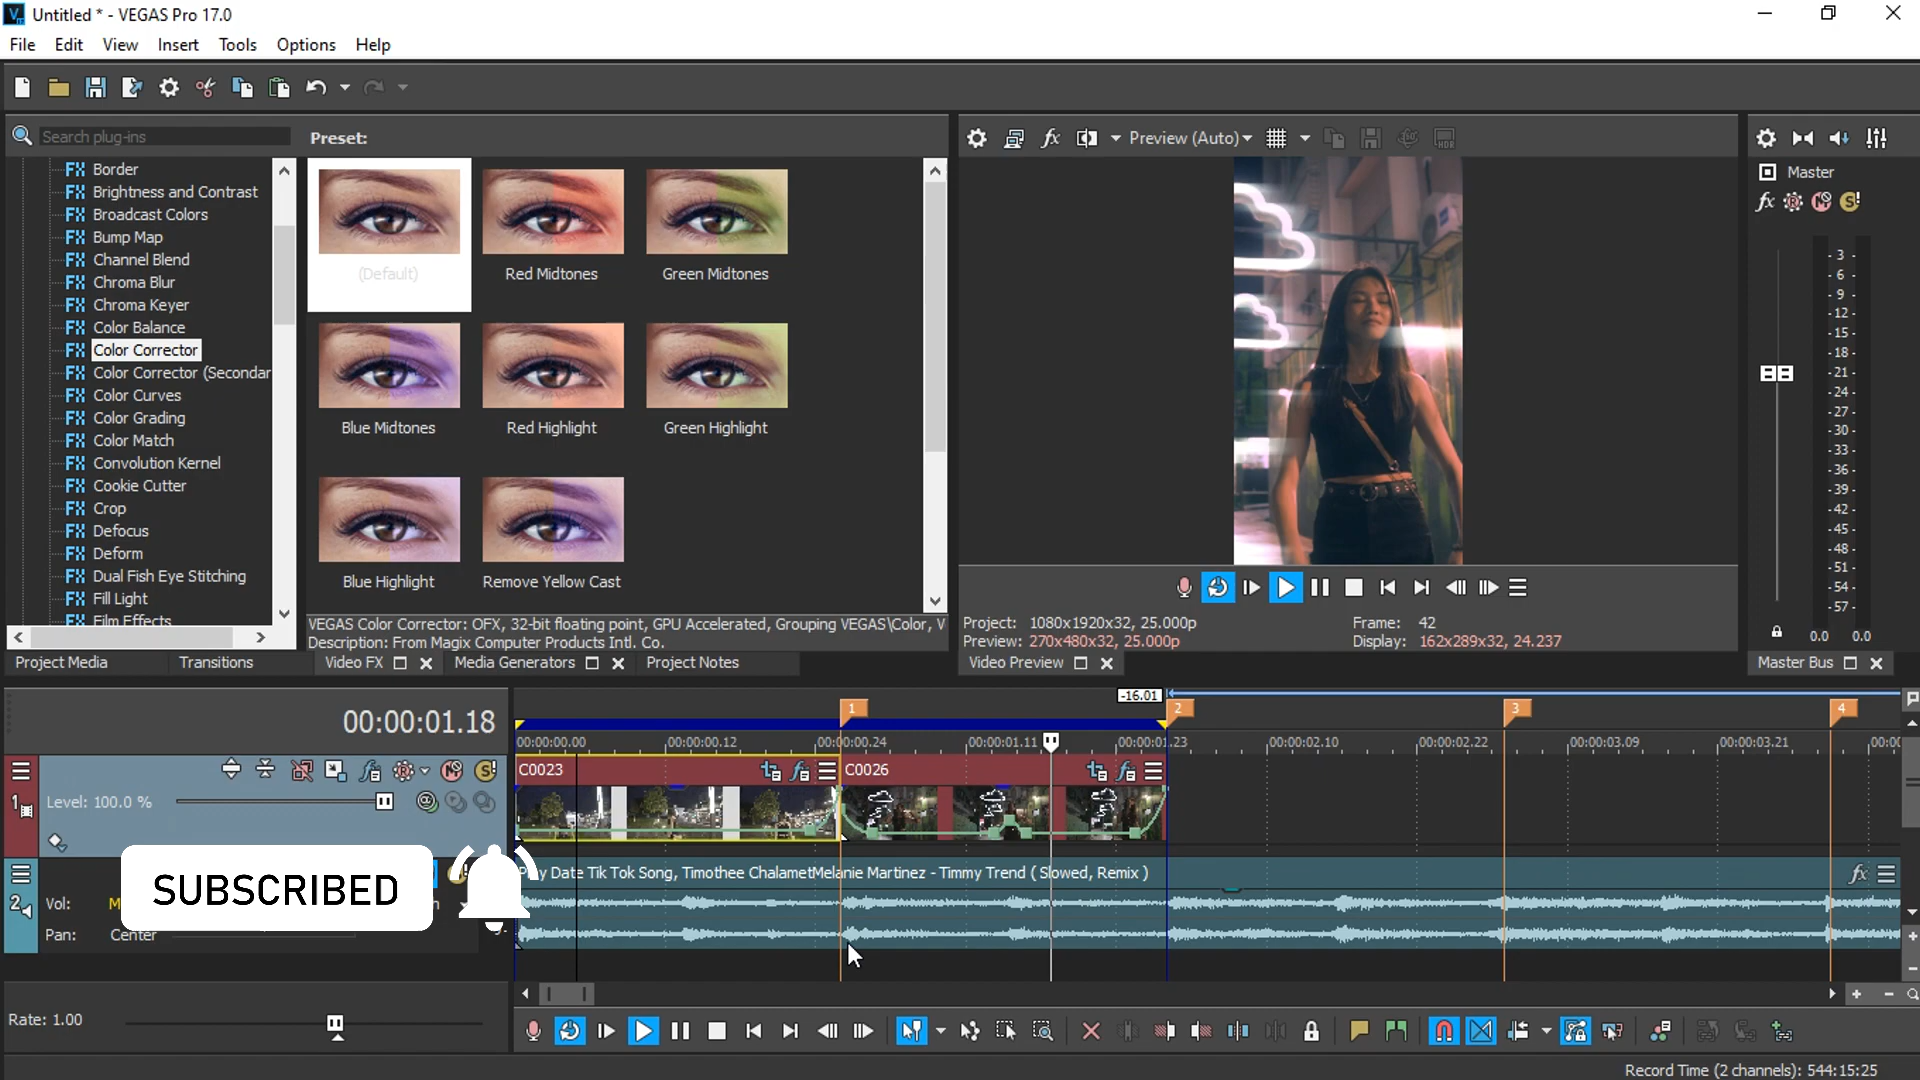 Untitled * - VEGAS Pro 17.0
File Edit View Insert Tools Options Help
Search plug-ins
Preset:
Preview (Auto)
Border
Brightness and Contrast
Broadcast Colors
Bump Map
Channel Blend
Chroma Blur
Chroma Keyer
Color Balance
Color Corrector
Color Corrector (Secondar
Color Curves
Color Grading
Color Match
Convolution Kernel
Cookie Cutter
Crop
Defocus
Deform
Dual Fish Eye Stitching
Fill Light
Film Effects
(Default) Red Midtones Green Midtones
Blue Midtones Red Highlight Green Highlight
Blue Highlight Remove Yellow Cast
VEGAS Color Corrector: OFX, 32-bit floating point, GPU Accelerated, Grouping VEGAS\Color, V
Description: From Magix Computer Products Intl. Co.
Project Media Transitions Video FX Media Generators Project Notes
Project: 1080x1920x32, 25.000p Frame: 42
Preview: 270x480x32, 25.000p Display: 162x289x32, 24.237
Video Preview
Master
- 3 -
- 6 -
- 9 -
- 12 -
- 15 -
- 18 -
- 21 -
- 24 -
- 27 -
- 30 -
- 33 -
- 36 -
- 39 -
- 42 -
- 45 -
- 48 -
- 51 -
- 54 -
- 57 -
0.0 0.0
Master Bus
00:00:01.18
-16.01
1 2 3 4
00:00:00.00 00:00:00.12 00:00:00.24 00:00:01.11 00:00:01.23 00:00:02.10 00:00:02.22 00:00:03.09 00:00:03.21 00:00
1
Level: 100.0 %
C0023 C0026
2
Vol:
Pan: Center
SUBSCRIBED
y Date Tik Tok Song, Timothee ChalametMelanie Martinez - Timmy Trend ( Slowed, Remix )
Rate: 1.00
Record Time (2 channels): 544:15:25